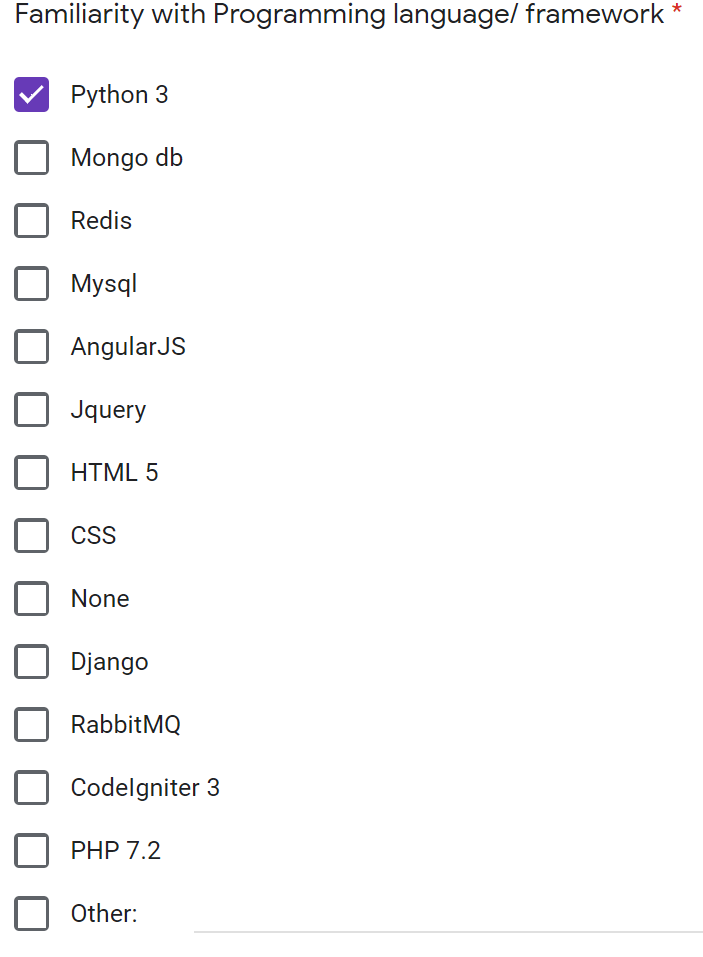 Familiarity with Programming language/ framework *
Python 3
Mongo db
Redis
Mysql
AngularJS
Jquery
HTML 5
CSS
None
Django
RabbitMQ
CodeIgniter 3
PHP 7.2
Other: